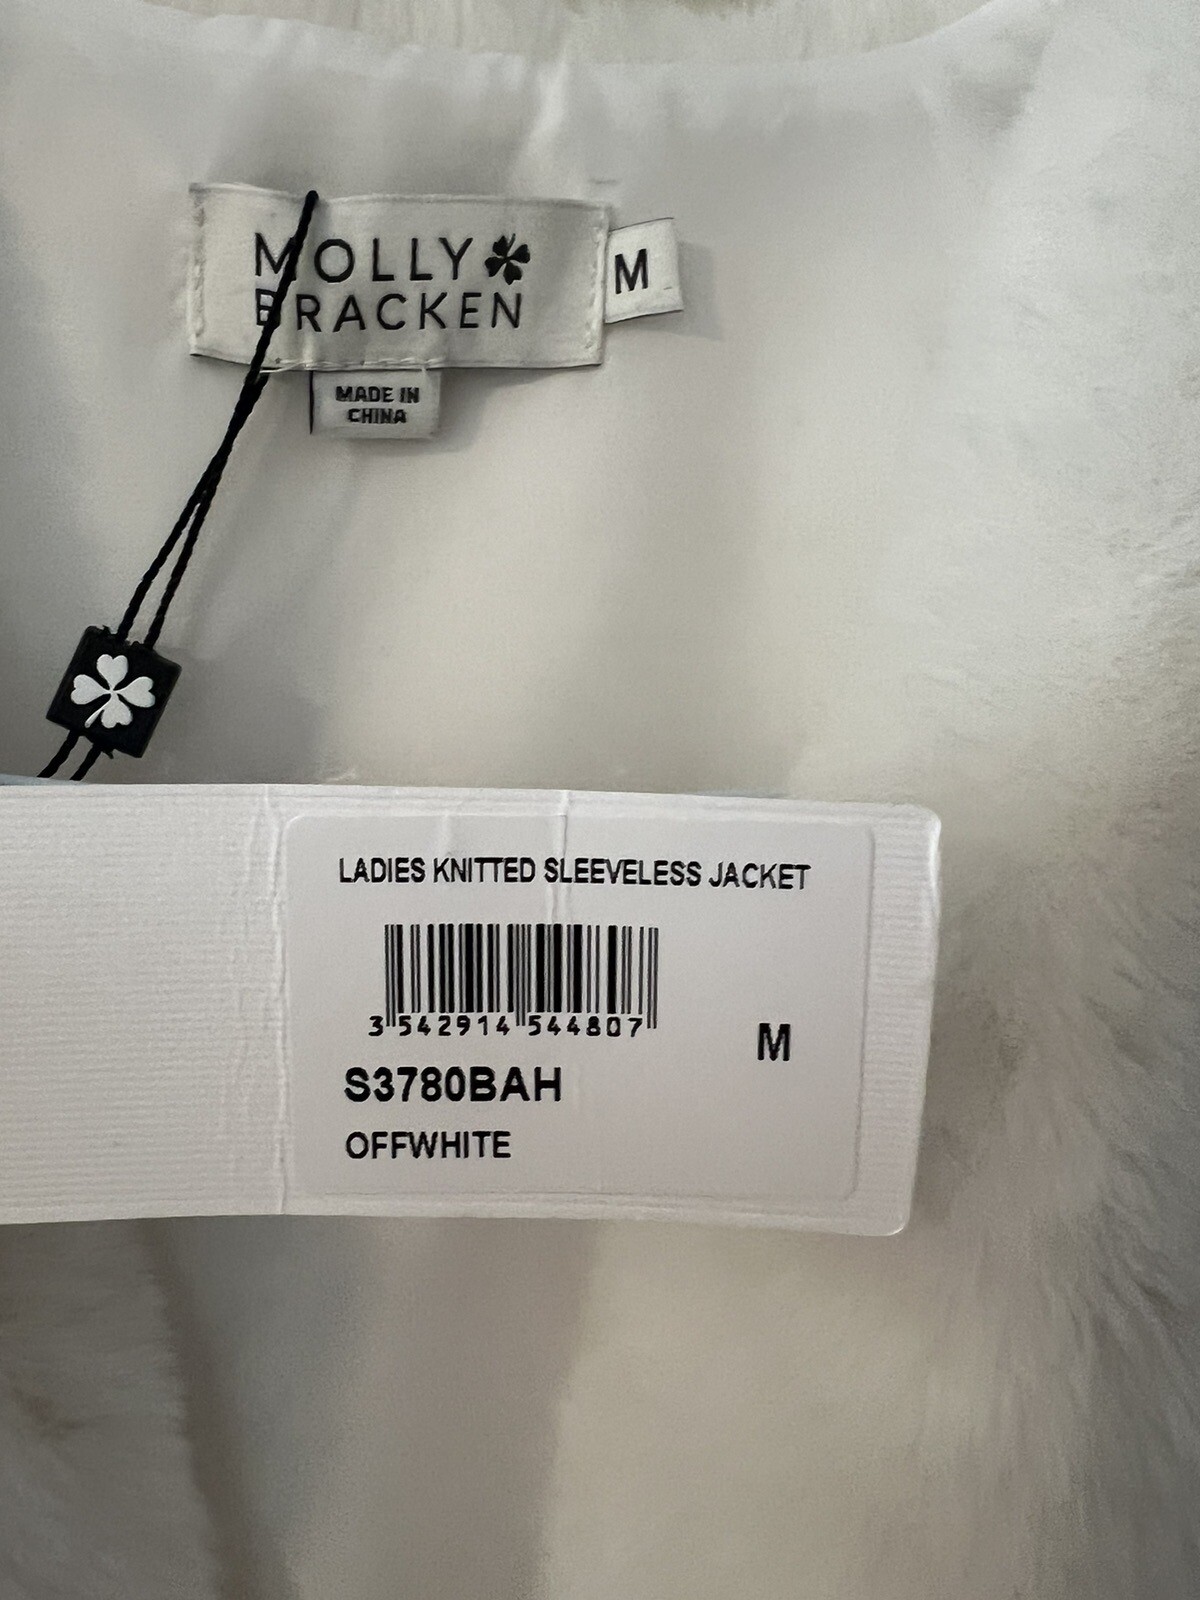 MOLLY
BRACKEN
M
MADE IN
CHINA
LADIES KNITTED SLEEVELESS JACKET
3 542914 544807
M
S3780BAH
OFFWHITE